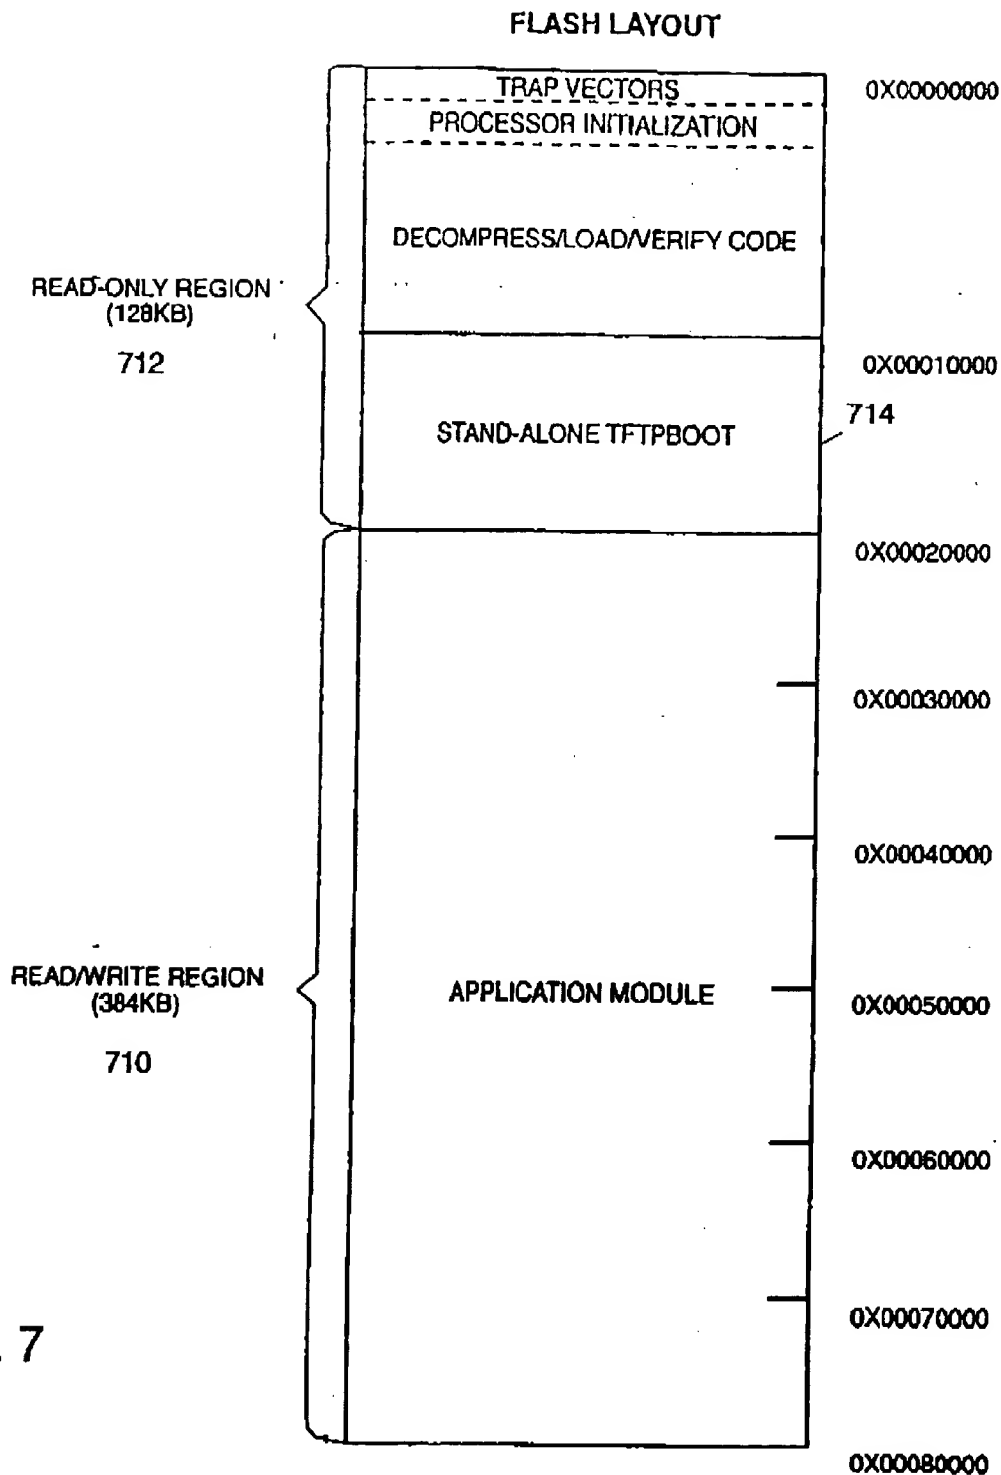 FLASH LAYOUT
TRAP VECTORS
0X00000000
PROCESSOR INITIALIZATION
DECOMPRESS/LOAD/VERIFY CODE
READ-ONLY REGION
(128KB)
712
0X00010000
714
STAND-ALONE TFTPBOOT
0X00020000
0X00030000
0X00040000
READ/WRITE REGION
(384KB)
710
APPLICATION MODULE
0X00050000
0X00060000
0X00070000
. 7
0X00080000